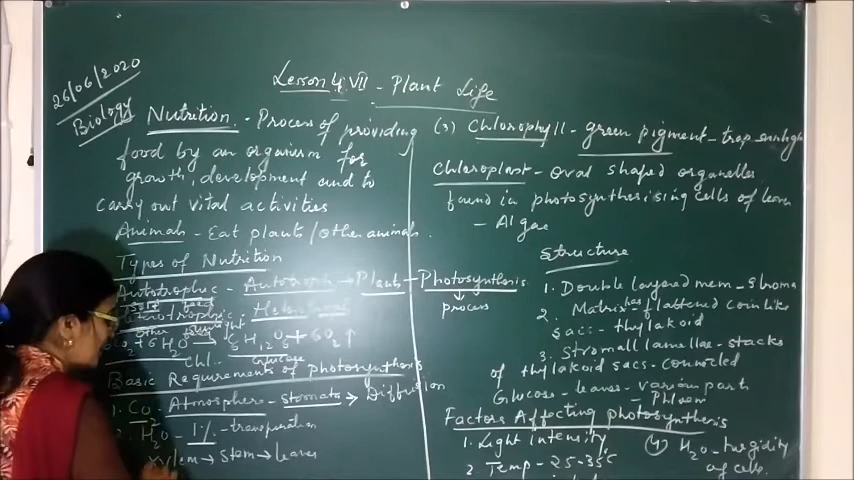 26/06/2020
Biology
Lesson 4 VII - Plant Life
Nutrition - Process of providing
food by an organism for
growth, development and to
carry out vital activities
Animals - Eat plants / other animals.
Types of Nutrition
Autotrophic - Autotroph → Plants - Photosynthesis
process
Heterotrophic
sunlight
+ 6H2O → C6H12O6 + 6O2 ↑
Chl.
Basic Requirements of photosynthesis
1. CO2 - Atmosphere - stomata → Diffusion
2. H2O - 1% - transpiration
xylem → stem → leaves
(3) Chlorophyll - green pigment - trap sunligh
Chloroplast - Oval shaped organelles
found in photosynthesising cells of leaves
- Algae
Structure
1. Double layered mem - stroma
2. Matrix has flattened coin like
sacs - thylakoid
3. Stromal lamellae - stacks
of thylakoid sacs - connected
Glucose - leaves - various parts
- Phloem
Factors Affecting photosynthesis
1. Light intensity
2. Temp - 25-35°C
(4) H2O - turgidity
of cells.